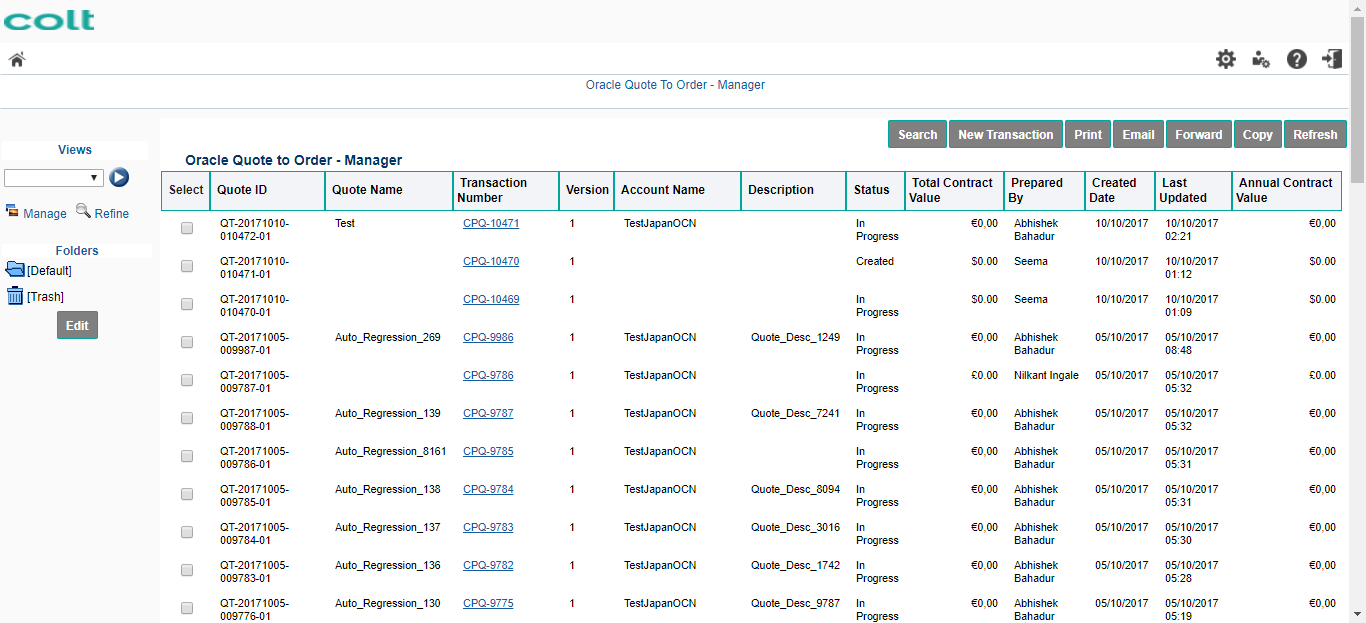 colt
Oracle Quote To Order - Manager
Search New Transaction Print Email Forward Copy Refresh
Views
Manage Refine
Folders
[Default]
[Trash]
Edit
Oracle Quote to Order - Manager
Select Quote ID Quote Name Transaction Number Version Account Name Description Status Total Contract Value Prepared By Created Date Last Updated Annual Contract Value
QT-20171010- Test CPQ-10471 1 TestJapanOCN In €0,00 Abhishek 10/10/2017 10/10/2017 €0,00
010472-01 Progress Bahadur 02:21
QT-20171010- CPQ-10470 1 Created $0.00 Seema 10/10/2017 10/10/2017 $0.00
010471-01 01:12
QT-20171010- CPQ-10469 1 In $0.00 Seema 10/10/2017 10/10/2017 $0.00
010470-01 Progress 01:09
QT-20171005- Auto_Regression_269 CPQ-9986 1 TestJapanOCN Quote_Desc_1249 In €0,00 Abhishek 05/10/2017 05/10/2017 €0,00
009987-01 Progress Bahadur 08:48
QT-20171005- CPQ-9786 1 TestJapanOCN In £0.00 Nilkant Ingale 05/10/2017 05/10/2017 £0.00
009787-01 Progress 05:32
QT-20171005- Auto_Regression_139 CPQ-9787 1 TestJapanOCN Quote_Desc_7241 In €0,00 Abhishek 05/10/2017 05/10/2017 €0,00
009788-01 Progress Bahadur 05:32
QT-20171005- Auto_Regression_8161 CPQ-9785 1 TestJapanOCN In €0,00 Abhishek 05/10/2017 05/10/2017 €0,00
009786-01 Progress Bahadur 05:31
QT-20171005- Auto_Regression_138 CPQ-9784 1 TestJapanOCN Quote_Desc_8094 In €0,00 Abhishek 05/10/2017 05/10/2017 €0,00
009785-01 Progress Bahadur 05:31
QT-20171005- Auto_Regression_137 CPQ-9783 1 TestJapanOCN Quote_Desc_3016 In €0,00 Abhishek 05/10/2017 05/10/2017 €0,00
009784-01 Progress Bahadur 05:30
QT-20171005- Auto_Regression_136 CPQ-9782 1 TestJapanOCN Quote_Desc_1742 In €0,00 Abhishek 05/10/2017 05/10/2017 €0,00
009783-01 Progress Bahadur 05:28
QT-20171005- Auto_Regression_130 CPQ-9775 1 TestJapanOCN Quote_Desc_9787 In €0,00 Abhishek 05/10/2017 05/10/2017 €0,00
009776-01 Progress Bahadur 05:19